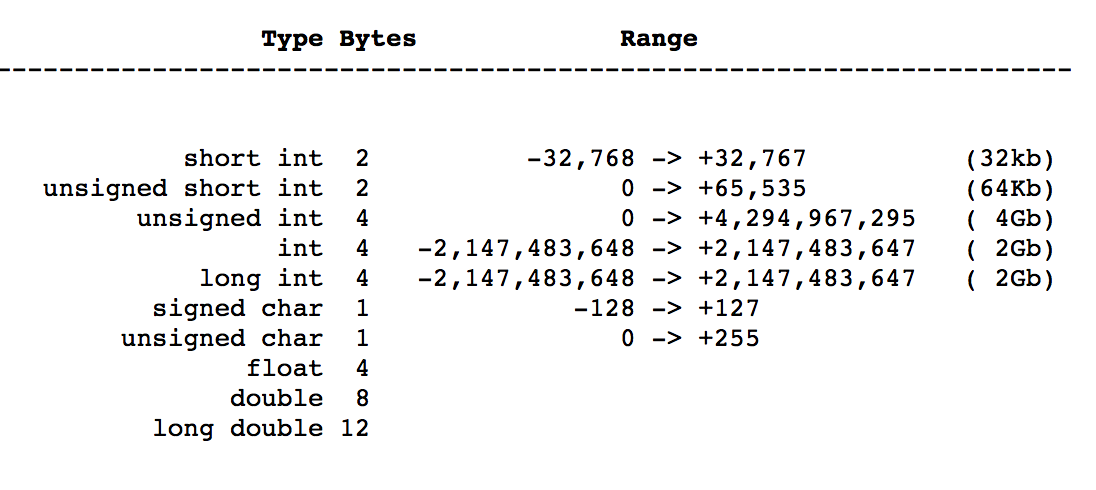 Type Bytes Range
-----------------------------------------------------------------------
short int 2 -32,768 -> +32,767 (32kb)
unsigned short int 2 0 -> +65,535 (64Kb)
unsigned int 4 0 -> +4,294,967,295 ( 4Gb)
int 4 -2,147,483,648 -> +2,147,483,647 ( 2Gb)
long int 4 -2,147,483,648 -> +2,147,483,647 ( 2Gb)
signed char 1 -128 -> +127
unsigned char 1 0 -> +255
float 4
double 8
long double 12